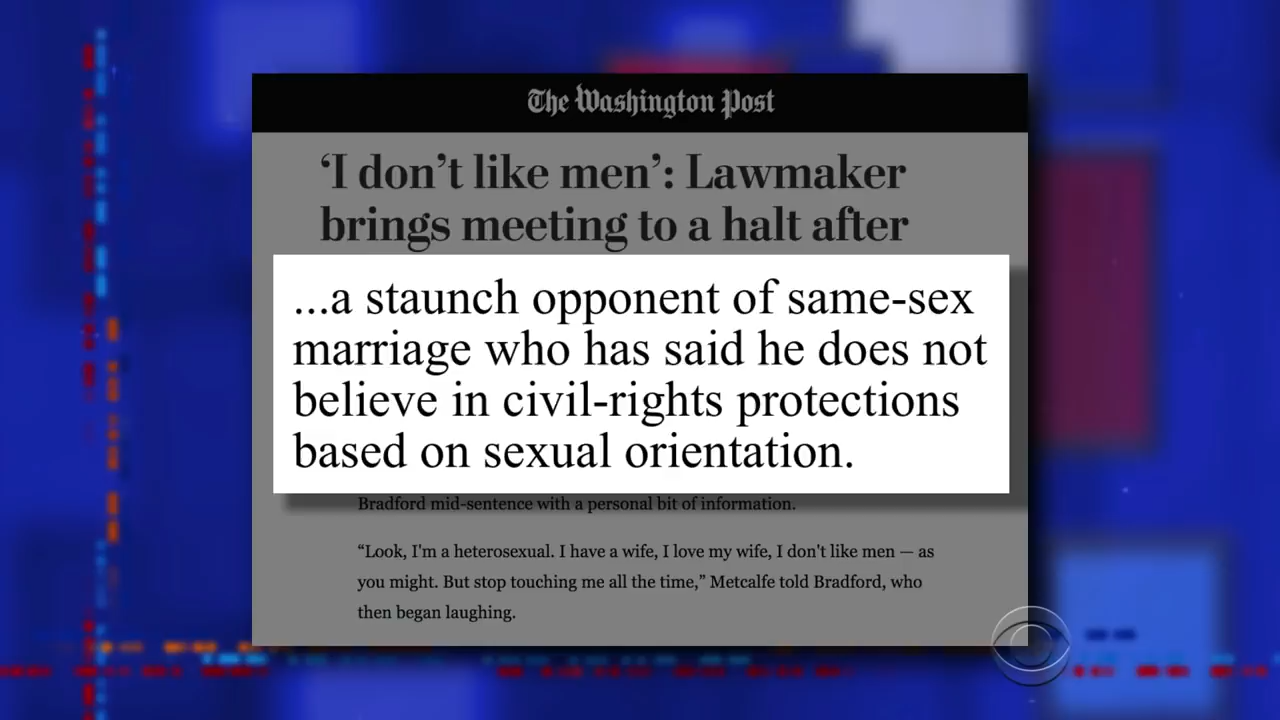 The Washington Post
‘I don’t like men’: Lawmaker
brings meeting to a halt after
...a staunch opponent of same-sex
marriage who has said he does not
believe in civil-rights protections
based on sexual orientation.
Bradford mid-sentence with a personal bit of information.
“Look, I'm a heterosexual. I have a wife, I love my wife, I don't like men — as
you might. But stop touching me all the time,” Metcalfe told Bradford, who
then began laughing.